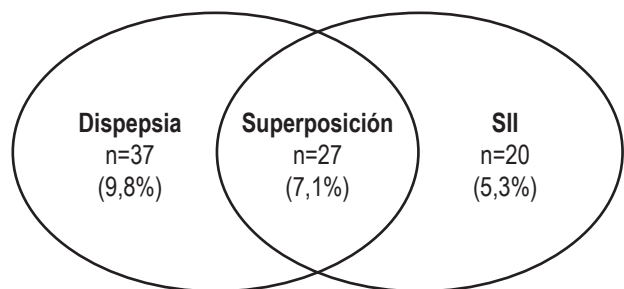 Dispepsia
n=37
(9,8%)
Superposición
n=27
(7,1%)
SII
n=20
(5,3%)